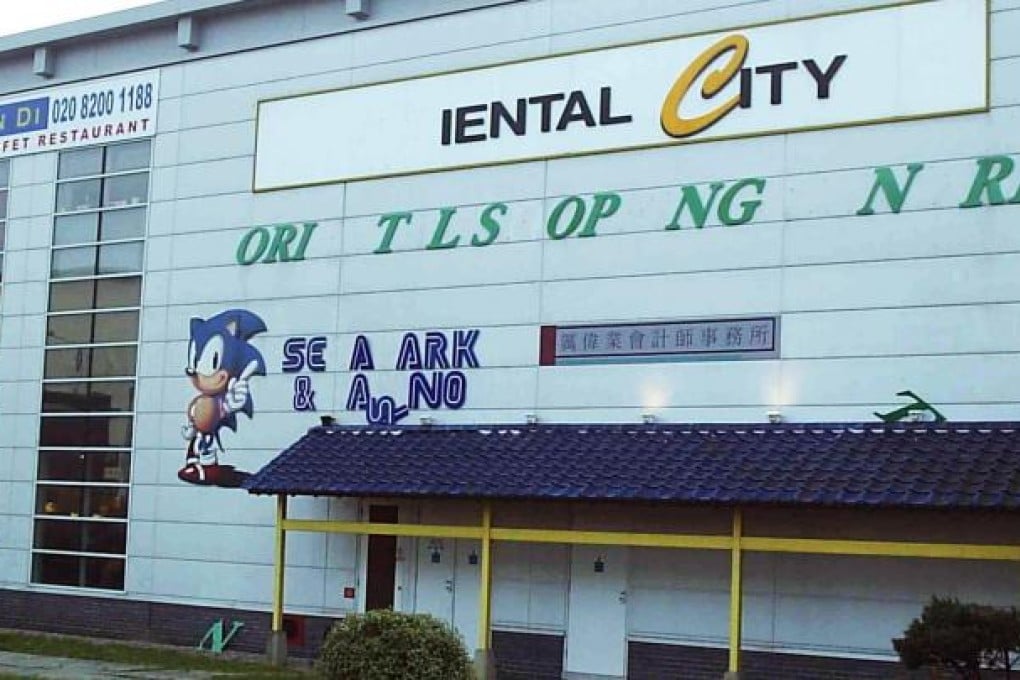 N DI 020 8200 1188
FET RESTAURANT
IENTAL CITY
ORI T L S OP NG N RA
SE A ARK
& A S NO
萬偉業會計師事務所
N